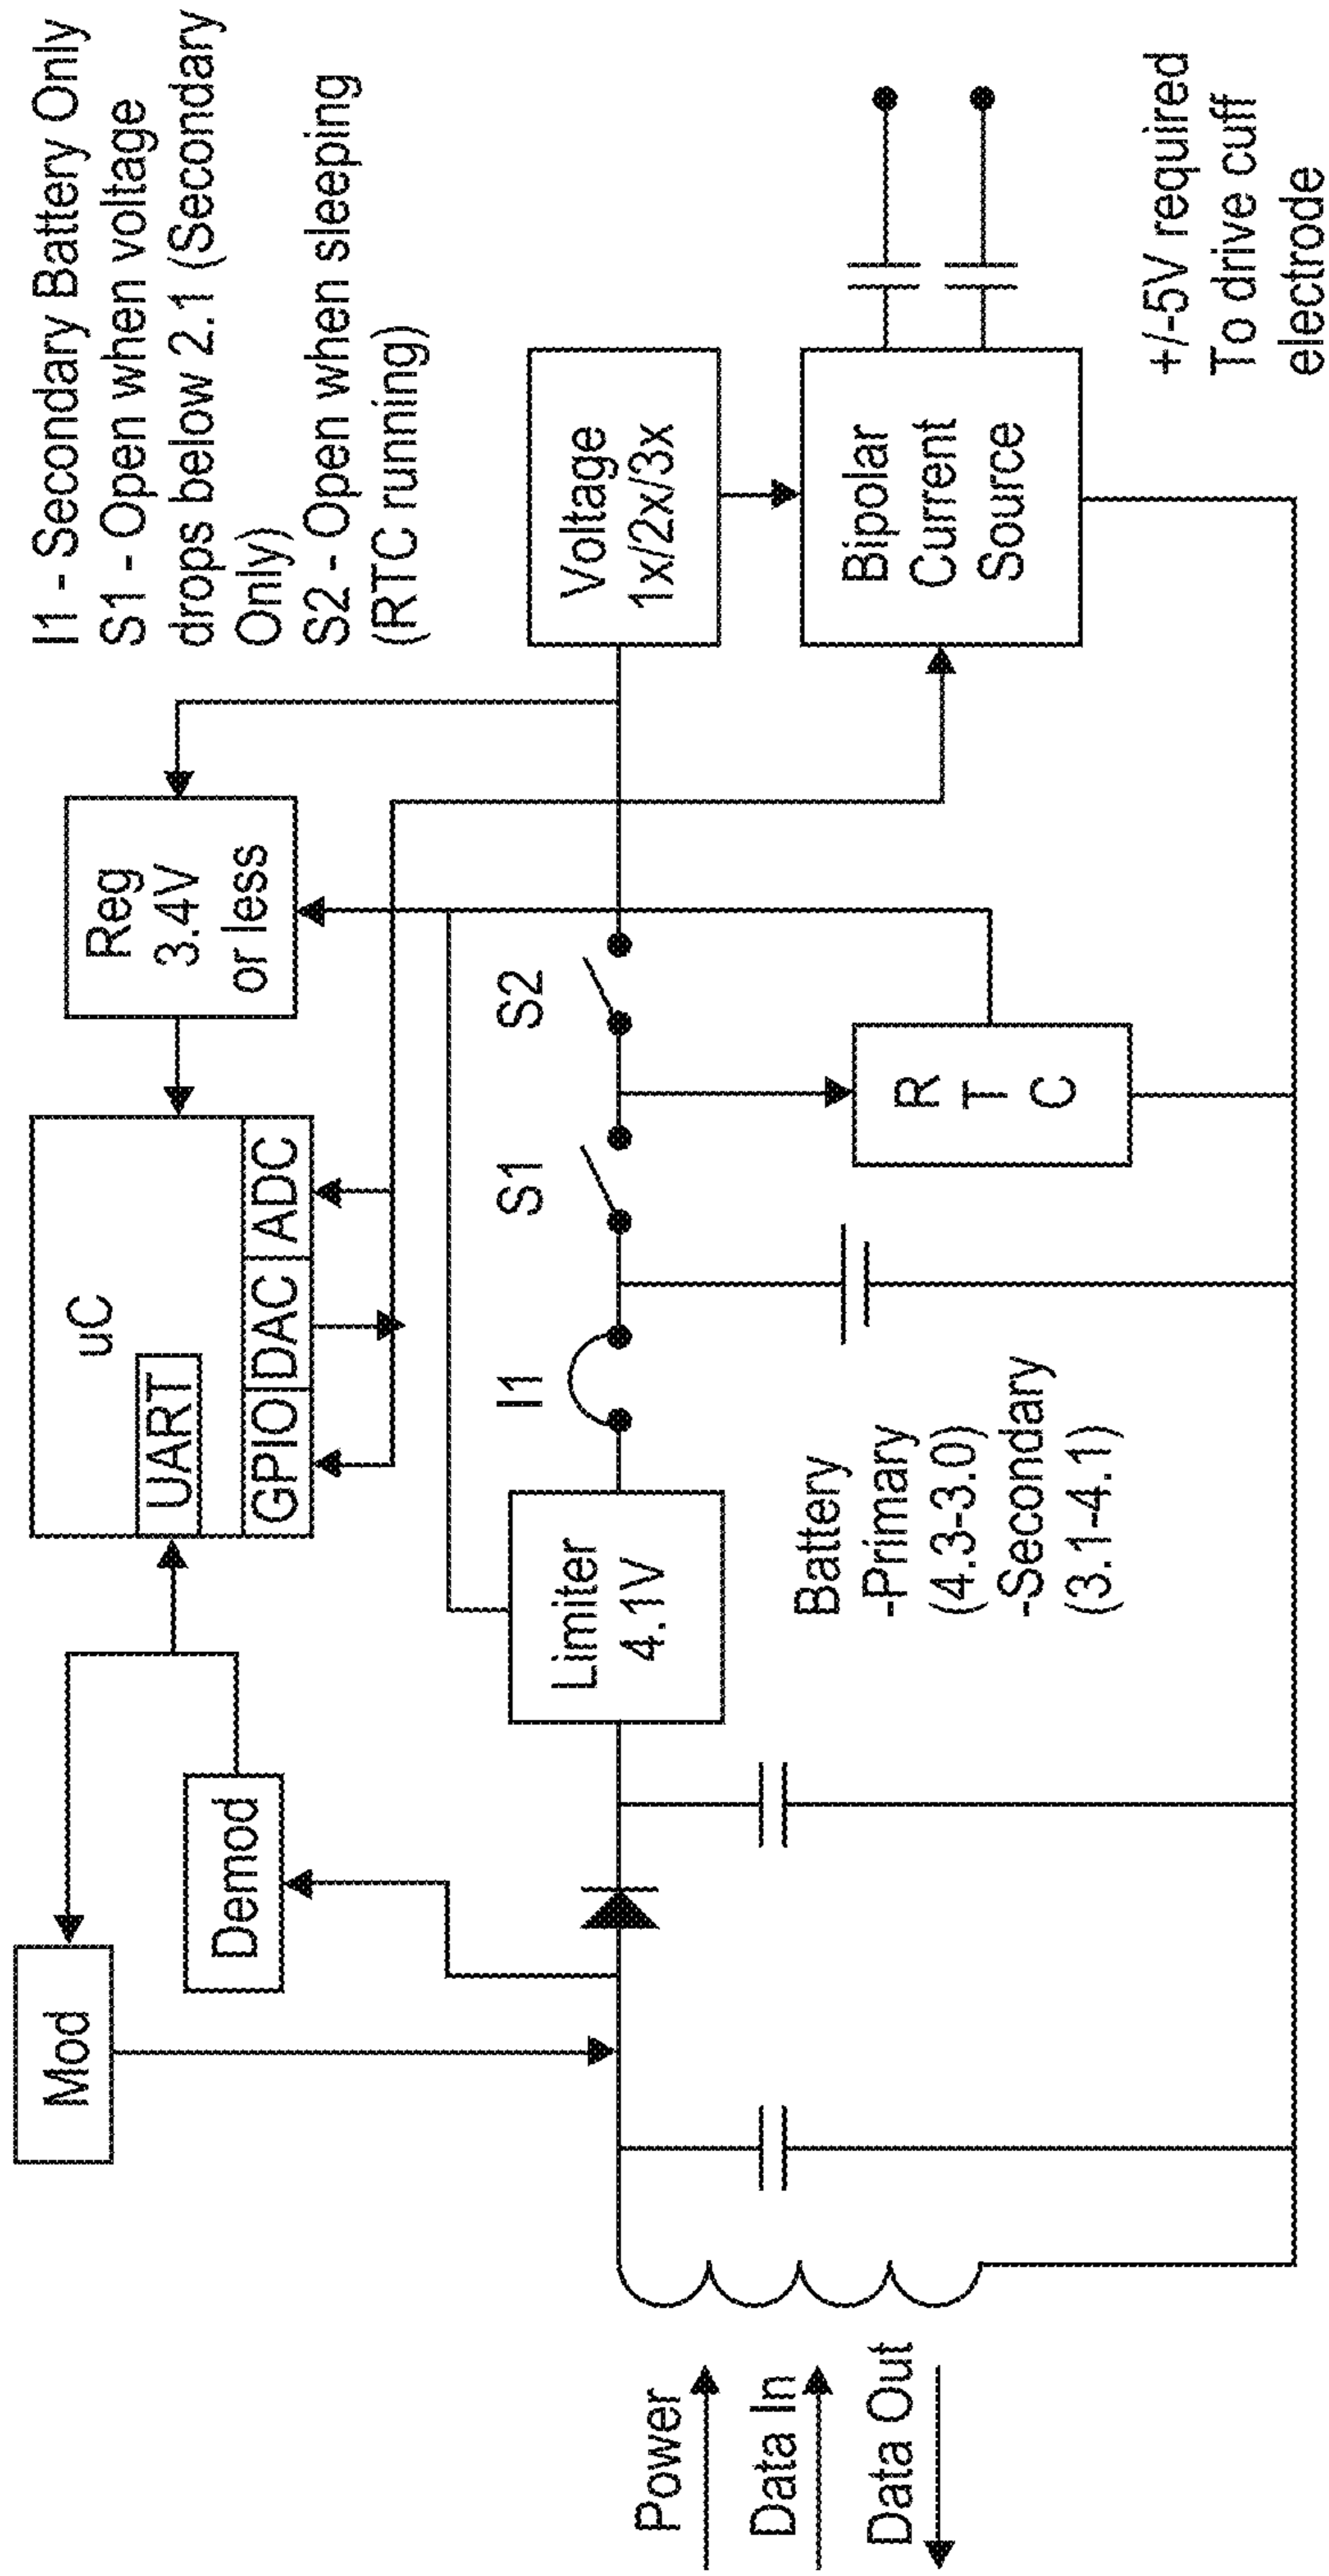 I1 - Secondary Battery Only
S1 - Open when voltage
drops below 2.1 (Secondary
Only)
S2 - Open when sleeping
(RTC running)
Mod
Demod
uC
UART
GPIO DAC ADC
Reg
3.4V
or less
Limiter
4.1V
I1
S1
S2
Voltage
1x/2x/3x
Bipolar
Current
Source
R
T
C
Battery
-Primary
(4.3-3.0)
-Secondary
(3.1-4.1)
Power
Data In
Data Out
+/-5V required
To drive cuff
electrode